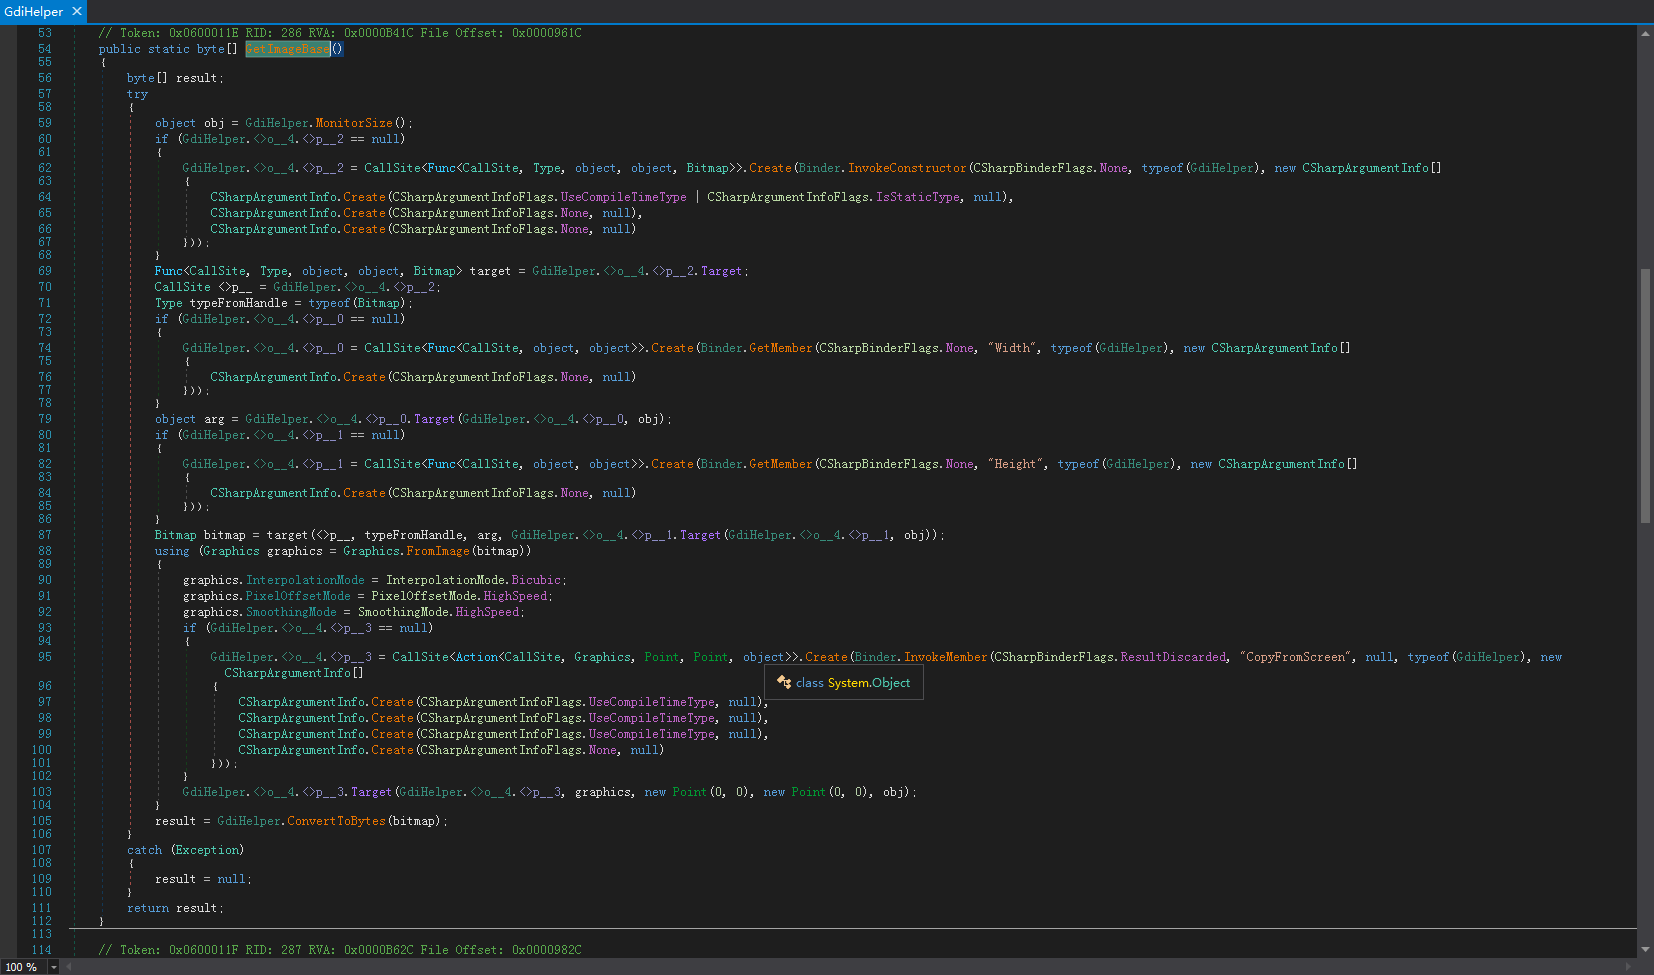 GdiHelper ×
53 // Token: 0x0600011E RID: 286 RVA: 0x0000B41C File Offset: 0x0000961C
54 public static byte[] GetImageBase()
55 {
56 byte[] result;
57 try
58 {
59 object obj = GdiHelper.MonitorSize();
60 if (GdiHelper.<>o__4.<>p__2 == null)
61 {
62 GdiHelper.<>o__4.<>p__2 = CallSite<Func<CallSite, Type, object, object, Bitmap>>.Create(Binder.InvokeConstructor(CSharpBinderFlags.None, typeof(GdiHelper), new CSharpArgumentInfo[]
63 {
64 CSharpArgumentInfo.Create(CSharpArgumentInfoFlags.UseCompileTimeType | CSharpArgumentInfoFlags.IsStaticType, null),
65 CSharpArgumentInfo.Create(CSharpArgumentInfoFlags.None, null),
66 CSharpArgumentInfo.Create(CSharpArgumentInfoFlags.None, null)
67 }));
68 }
69 Func<CallSite, Type, object, object, Bitmap> target = GdiHelper.<>o__4.<>p__2.Target;
70 CallSite <>p__ = GdiHelper.<>o__4.<>p__2;
71 Type typeFromHandle = typeof(Bitmap);
72 if (GdiHelper.<>o__4.<>p__0 == null)
73 {
74 GdiHelper.<>o__4.<>p__0 = CallSite<Func<CallSite, object, object>>.Create(Binder.GetMember(CSharpBinderFlags.None, "Width", typeof(GdiHelper), new CSharpArgumentInfo[]
75 {
76 CSharpArgumentInfo.Create(CSharpArgumentInfoFlags.None, null)
77 }));
78 }
79 object arg = GdiHelper.<>o__4.<>p__0.Target(GdiHelper.<>o__4.<>p__0, obj);
80 if (GdiHelper.<>o__4.<>p__1 == null)
81 {
82 GdiHelper.<>o__4.<>p__1 = CallSite<Func<CallSite, object, object>>.Create(Binder.GetMember(CSharpBinderFlags.None, "Height", typeof(GdiHelper), new CSharpArgumentInfo[]
83 {
84 CSharpArgumentInfo.Create(CSharpArgumentInfoFlags.None, null)
85 }));
86 }
87 Bitmap bitmap = target(<>p__, typeFromHandle, arg, GdiHelper.<>o__4.<>p__1.Target(GdiHelper.<>o__4.<>p__1, obj));
88 using (Graphics graphics = Graphics.FromImage(bitmap))
89 {
90 graphics.InterpolationMode = InterpolationMode.Bicubic;
91 graphics.PixelOffsetMode = PixelOffsetMode.HighSpeed;
92 graphics.SmoothingMode = SmoothingMode.HighSpeed;
93 if (GdiHelper.<>o__4.<>p__3 == null)
94 {
95 GdiHelper.<>o__4.<>p__3 = CallSite<Action<CallSite, Graphics, Point, Point, object>>.Create(Binder.InvokeMember(CSharpBinderFlags.ResultDiscarded, "CopyFromScreen", null, typeof(GdiHelper), new
CSharpArgumentInfo[]
class System.Object
96 {
97 CSharpArgumentInfo.Create(CSharpArgumentInfoFlags.UseCompileTimeType, null),
98 CSharpArgumentInfo.Create(CSharpArgumentInfoFlags.UseCompileTimeType, null),
99 CSharpArgumentInfo.Create(CSharpArgumentInfoFlags.UseCompileTimeType, null),
100 CSharpArgumentInfo.Create(CSharpArgumentInfoFlags.None, null)
101 }));
102 }
103 GdiHelper.<>o__4.<>p__3.Target(GdiHelper.<>o__4.<>p__3, graphics, new Point(0, 0), new Point(0, 0), obj);
104 }
105 result = GdiHelper.ConvertToBytes(bitmap);
106 }
107 catch (Exception)
108 {
109 result = null;
110 }
111 return result;
112 }
113
114 // Token: 0x0600011F RID: 287 RVA: 0x0000B62C File Offset: 0x0000982C
100 %